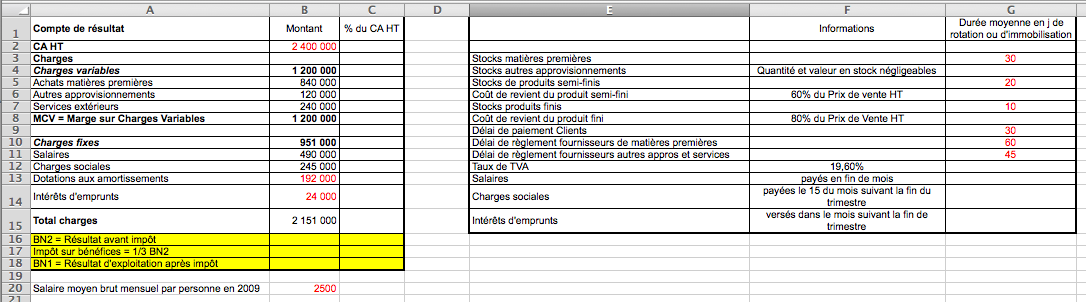 A B C D E F G
1 Compte de résultat Montant % du CA HT Informations Durée moyenne en j de
rotation ou d'immobilisation
2 CA HT 2 400 000
3 Charges Stocks matières premières 30
4 Charges variables 1 200 000 Stocks autres approvisionnements Quantité et valeur en stock négligeables
5 Achats matières premières 840 000 Stocks de produits semi-finis 20
6 Autres approvisionnements 120 000 Coût de revient du produit semi-fini 60% du Prix de vente HT
7 Services extérieurs 240 000 Stocks produits finis 10
8 MCV = Marge sur Charges Variables 1 200 000 Coût de revient du produit fini 80% du Prix de Vente HT
9 Délai de paiement Clients 30
10 Charges fixes 951 000 Délai de règlement fournisseurs de matières premières 60
11 Salaires 490 000 Délai de règlement fournisseurs autres appros et services 45
12 Charges sociales 245 000 Taux de TVA 19,60%
13 Dotations aux amortissements 192 000 Salaires payés en fin de mois
14 Intérêts d'emprunts 24 000 Charges sociales payées le 15 du mois suivant la fin du
trimestre
15 Total charges 2 151 000 Intérêts d'emprunts versés dans le mois suivant la fin de
trimestre
16 BN2 = Résultat avant impôt
17 Impôt sur bénéfices = 1/3 BN2
18 BN1 = Résultat d'exploitation après impôt
19
20 Salaire moyen brut mensuel par personne en 2009 2500
21